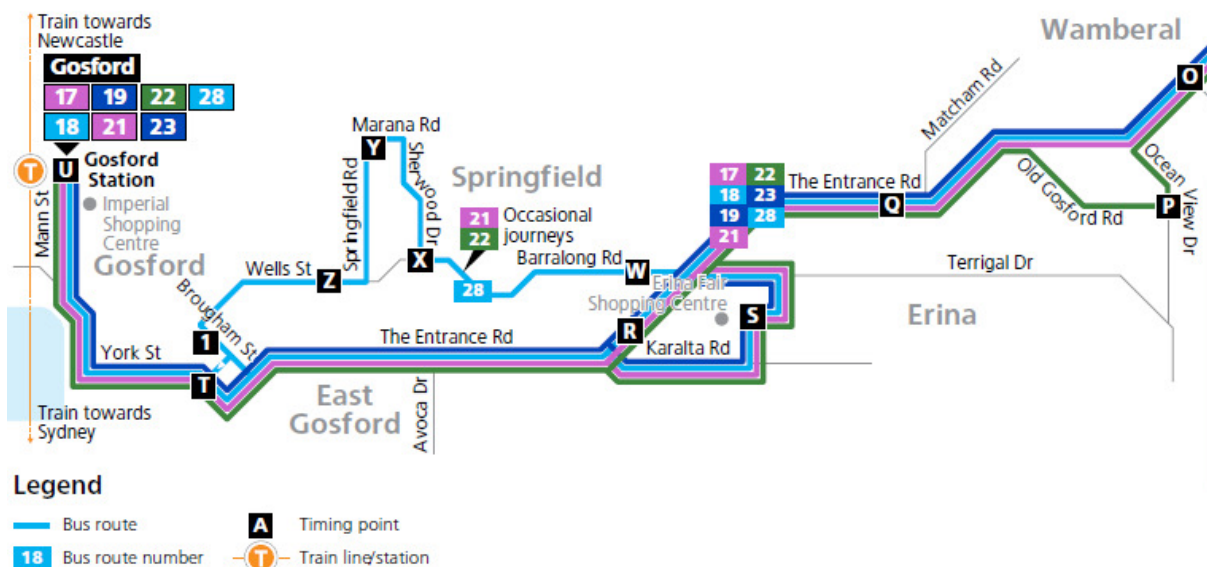 Train towards
Newcastle
Gosford
17 19 22 28
18 21 23
U
Gosford
Station
T
Mann St
Imperial
Shopping
Centre
Gosford
Wells St
Brougham St
1
York St
T
Train towards
Sydney
Z
Springfield Rd
Y
Marana Rd
Sherwood Dr
X
Springfield
21 Occasional
22 journeys
28
Barralong Rd
W
The Entrance Rd
East
Gosford
Avoca Dr
17 22
18 23
19 28
21
Erina Fair
Shopping Centre
R
S
Karalta Rd
The Entrance Rd
Q
Matcham Rd
Wamberal
O
Old Gosford Rd
Ocean View Dr
P
Terrigal Dr
Erina
Legend
Bus route
A Timing point
18 Bus route number
T Train line/station